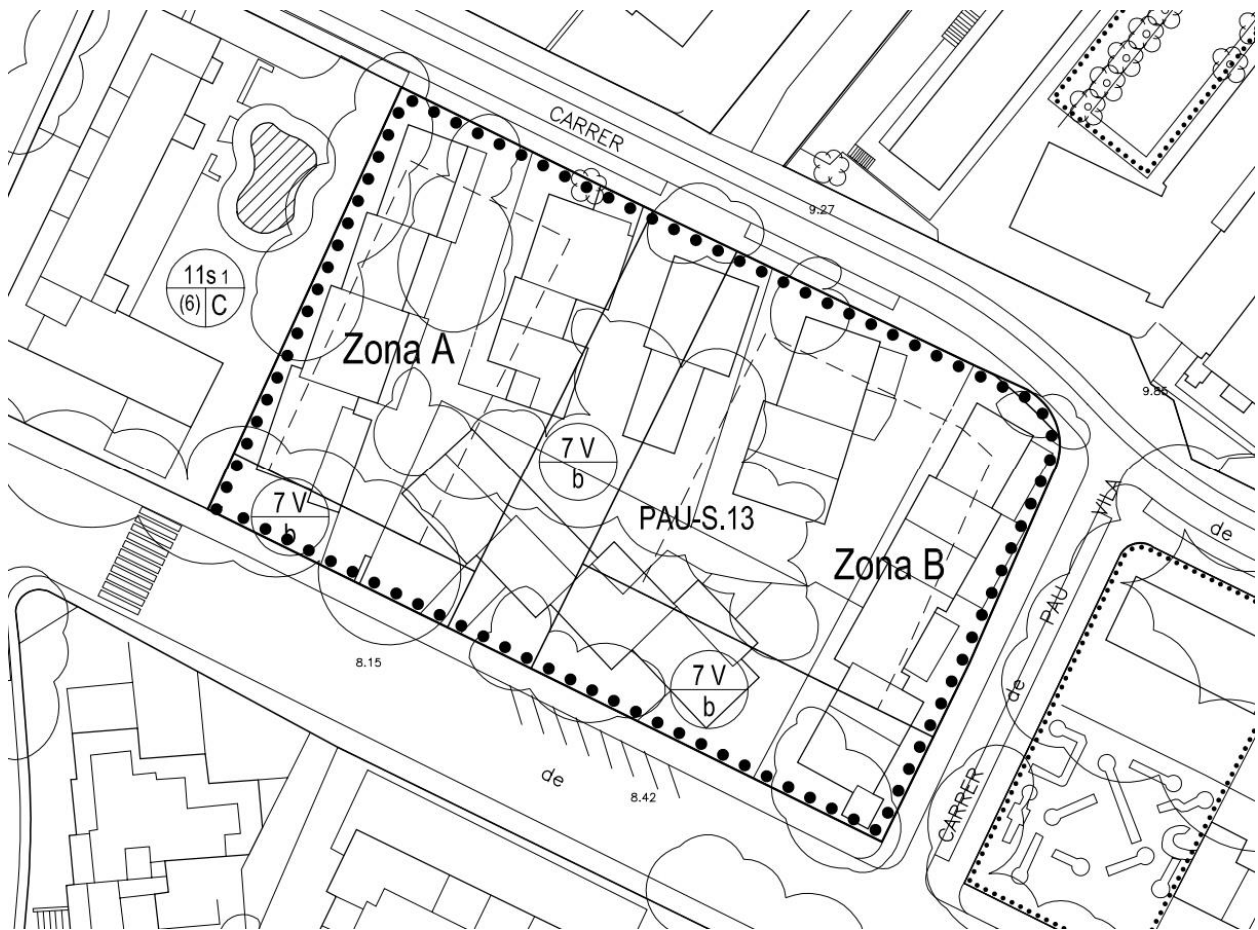 CARRER
9.27
11s 1
(6) C
Zona A
9.85
7 V
b
VILA
7 V
b
PAU-S.13
de
Zona B
PAU
8.15
7 V
b
de
de
8.42
CARRER